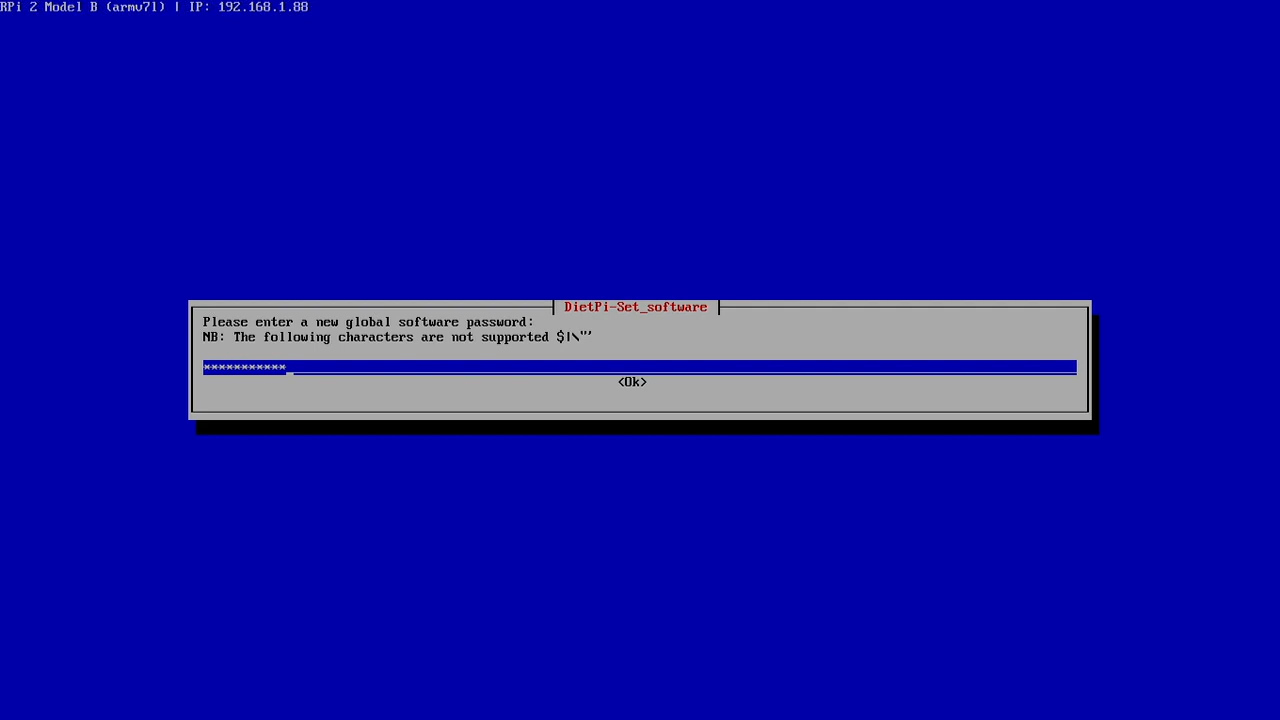 RPi 2 Model B (armv7l) | IP: 192.168.1.88
DietPi-Set_software
Please enter a new global software password:
NB: The following characters are not supported $|\"'
***********
<Ok>